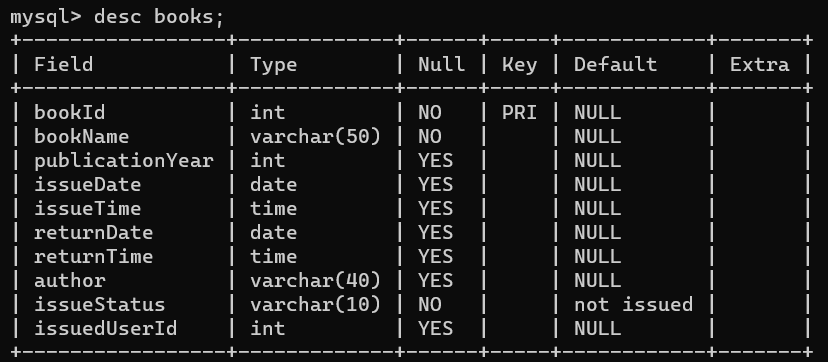 mysql> desc books;
+-----------------+-------------+------+-----+------------+-------+
| Field           | Type        | Null | Key | Default    | Extra |
+-----------------+-------------+------+-----+------------+-------+
| bookId          | int         | NO   | PRI | NULL       |       |
| bookName        | varchar(50) | NO   |     | NULL       |       |
| publicationYear | int         | YES  |     | NULL       |       |
| issueDate       | date        | YES  |     | NULL       |       |
| issueTime       | time        | YES  |     | NULL       |       |
| returnDate      | date        | YES  |     | NULL       |       |
| returnTime      | time        | YES  |     | NULL       |       |
| author          | varchar(40) | YES  |     | NULL       |       |
| issueStatus     | varchar(10) | NO   |     | not issued |       |
| issuedUserId    | int         | YES  |     | NULL       |       |
+-----------------+-------------+------+-----+------------+-------+